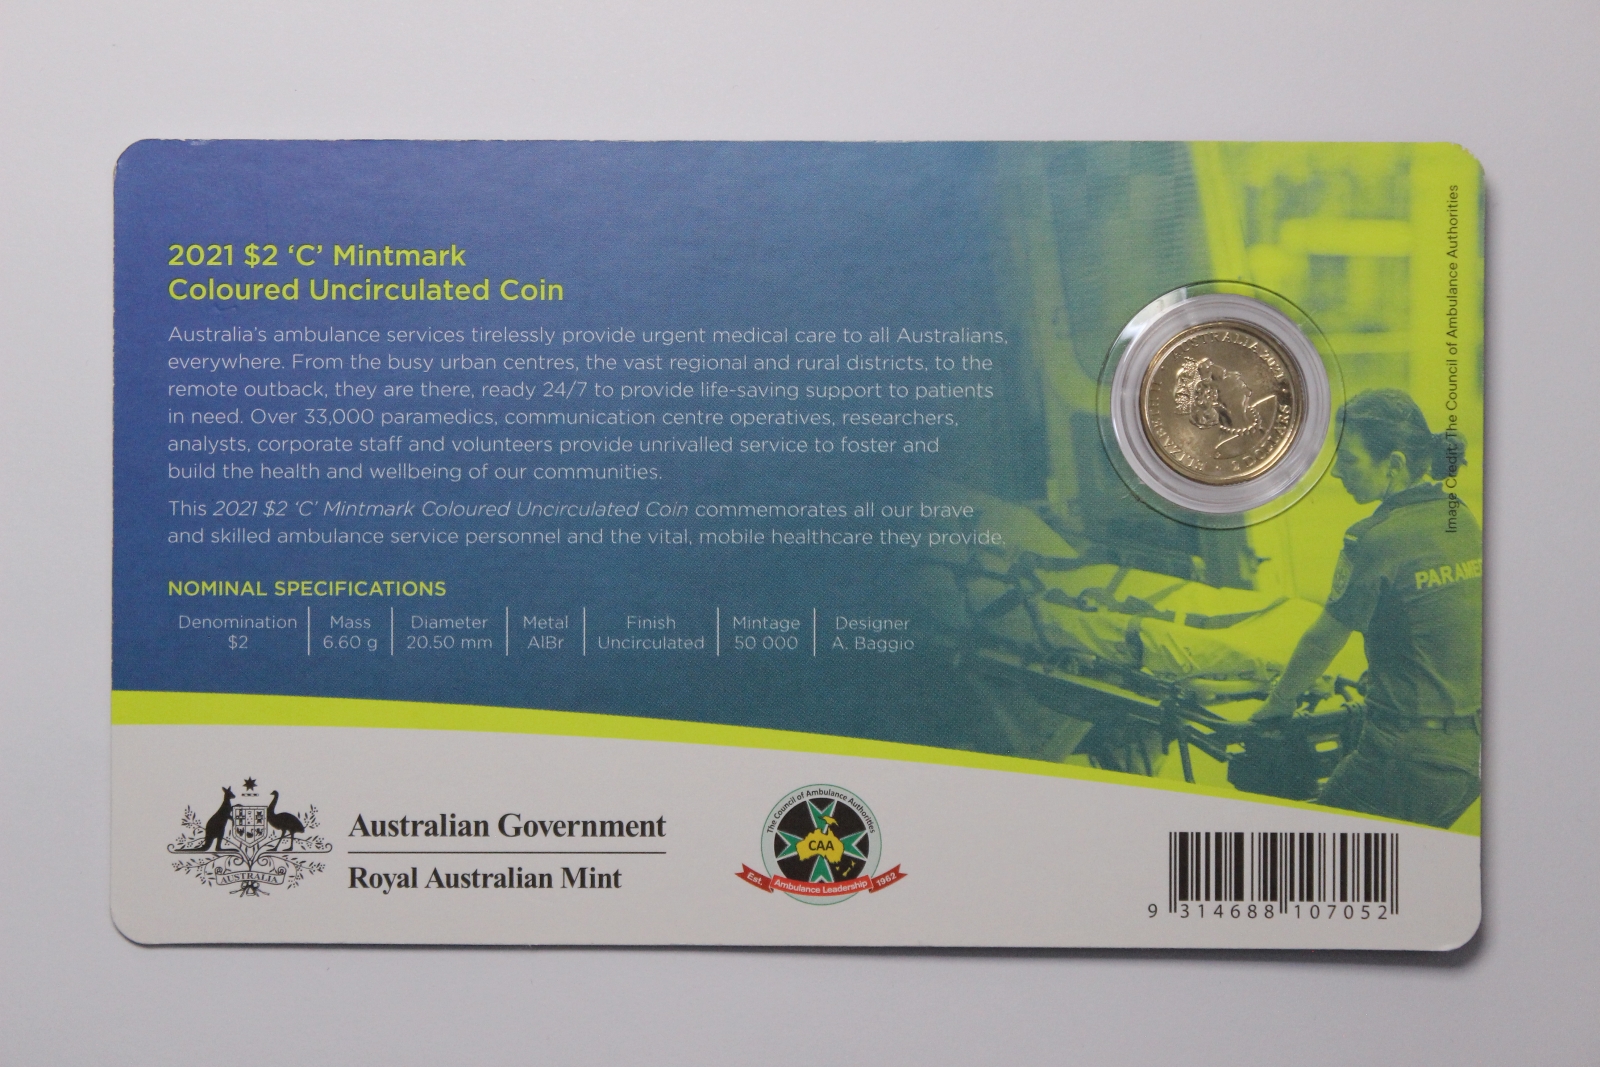 2021 $2 ‘C’ Mintmark
Coloured Uncirculated Coin
Australia’s ambulance services tirelessly provide urgent medical care to all Australians,
everywhere. From the busy urban centres, the vast regional and rural districts, to the
remote outback, they are there, ready 24/7 to provide life-saving support to patients
in need. Over 33,000 paramedics, communication centre operatives, researchers,
analysts, corporate staff and volunteers provide unrivalled service to foster and
build the health and wellbeing of our communities.
This 2021 $2 ‘C’ Mintmark Coloured Uncirculated Coin commemorates all our brave
and skilled ambulance service personnel and the vital, mobile healthcare they provide.
NOMINAL SPECIFICATIONS
Denomination
$2
Mass
6.60 g
Diameter
20.50 mm
Metal
AlBr
Finish
Uncirculated
Mintage
50 000
Designer
A. Baggio
ELIZABETH II AUSTRALIA 2021
2 DOLLARS
Image Credit: The Council of Ambulance Authorities
PARAME
AUSTRALIA
Australian Government
Royal Australian Mint
The Council of Ambulance Authorities
CAA
Est. Ambulance Leadership 1962
9 314688 107052